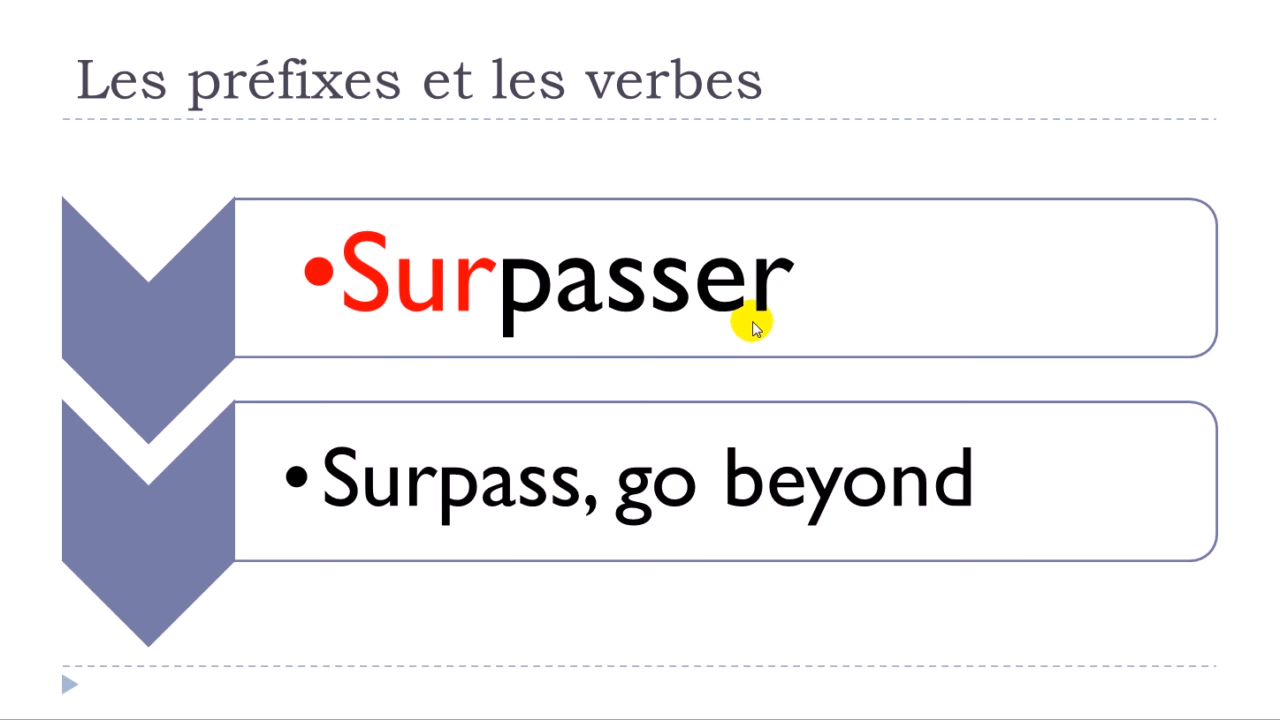 Les préfixes et les verbes
•Surpasser
•Surpass, go beyond